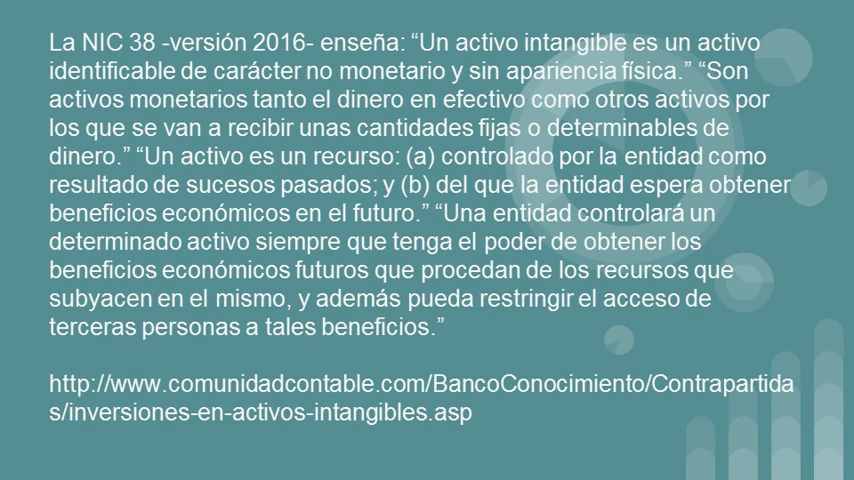 La NIC 38 -versión 2016- enseña: “Un activo intangible es un activo
identificable de carácter no monetario y sin apariencia física.” “Son
activos monetarios tanto el dinero en efectivo como otros activos por
los que se van a recibir unas cantidades fijas o determinables de
dinero.” “Un activo es un recurso: (a) controlado por la entidad como
resultado de sucesos pasados; y (b) del que la entidad espera obtener
beneficios económicos en el futuro.” “Una entidad controlará un
determinado activo siempre que tenga el poder de obtener los
beneficios económicos futuros que procedan de los recursos que
subyacen en el mismo, y además pueda restringir el acceso de
terceras personas a tales beneficios.”
http://www.comunidadcontable.com/BancoConocimiento/Contrapartida
s/inversiones-en-activos-intangibles.asp